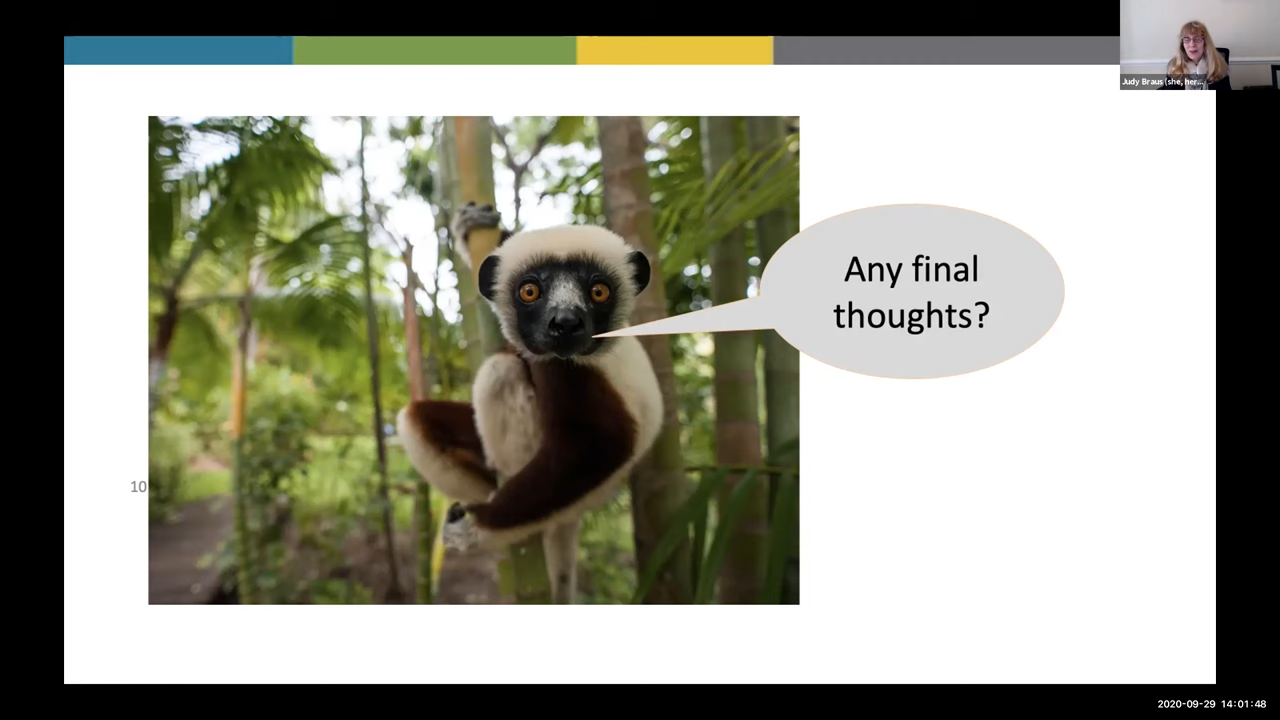 Judy Braus (she, her...
Any final
thoughts?
10
2020-09-29 14:01:48